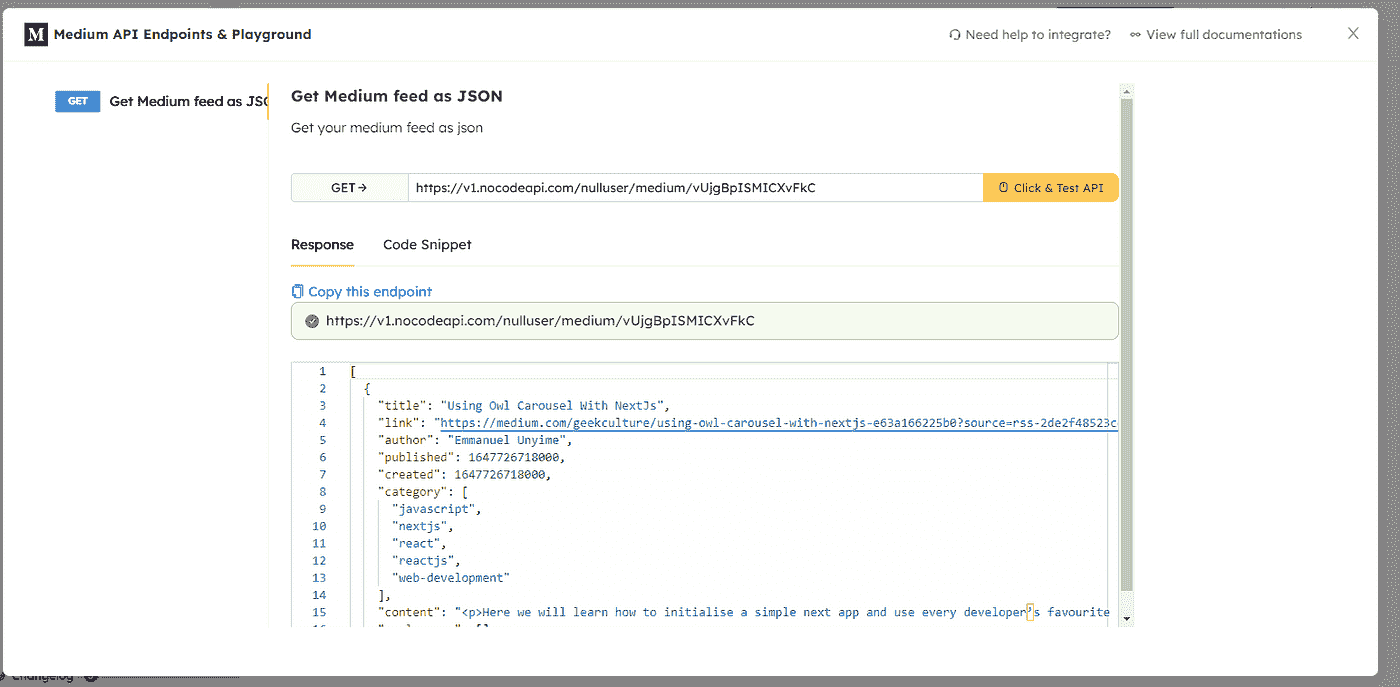 M Medium API Endpoints & Playground
Need help to integrate?
View full documentations
GET Get Medium feed as JSO
Get Medium feed as JSON
Get your medium feed as json
GET→ https://v1.nocodeapi.com/nulluser/medium/vUjgBpISMICXvFkC Click & Test API
Response Code Snippet
Copy this endpoint
https://v1.nocodeapi.com/nulluser/medium/vUjgBpISMICXvFkC
1 [
2 {
3 "title": "Using Owl Carousel With NextJs",
4 "link": "https://medium.com/geekculture/using-owl-carousel-with-nextjs-e63a166225b0?source=rss-2de2f48523c
5 "author": "Emmanuel Unyime",
6 "published": 1647726718000,
7 "created": 1647726718000,
8 "category": [
9 "javascript",
10 "nextjs",
11 "react",
12 "reactjs",
13 "web-development"
14 ],
15 "content": "<p>Here we will learn how to initialise a simple next app and use every developer’s favourite
Changelog